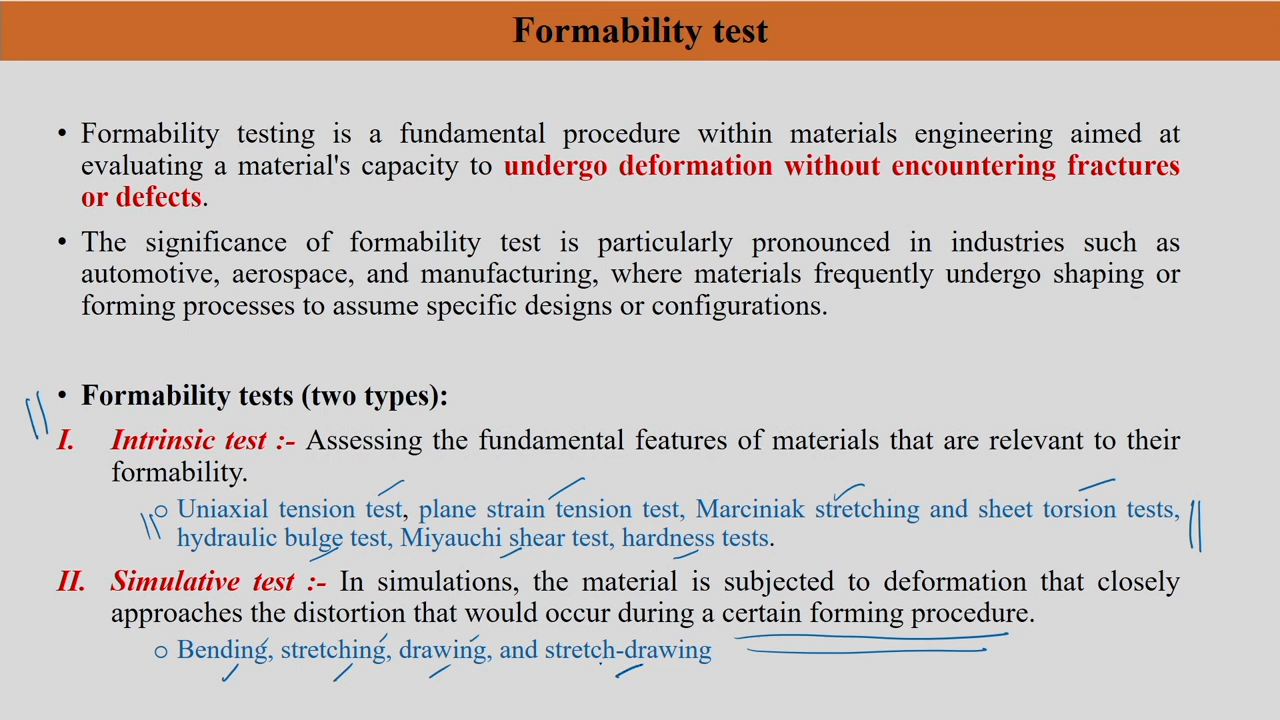 Formability test
• Formability testing is a fundamental procedure within materials engineering aimed at
evaluating a material's capacity to undergo deformation without encountering fractures
or defects.
• The significance of formability test is particularly pronounced in industries such as
automotive, aerospace, and manufacturing, where materials frequently undergo shaping or
forming processes to assume specific designs or configurations.
• Formability tests (two types):
I. Intrinsic test :- Assessing the fundamental features of materials that are relevant to their
formability.
o Uniaxial tension test, plane strain tension test, Marciniak stretching and sheet torsion tests,
hydraulic bulge test, Miyauchi shear test, hardness tests.
II. Simulative test :- In simulations, the material is subjected to deformation that closely
approaches the distortion that would occur during a certain forming procedure.
o Bending, stretching, drawing, and stretch-drawing